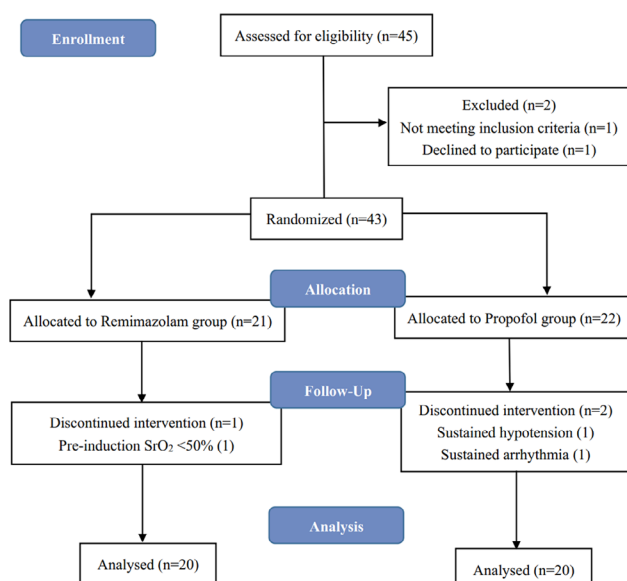 Enrollment
Assessed for eligibility (n=45)
Excluded (n=2)
Not meeting inclusion criteria (n=1)
Declined to participate (n=1)
Randomized (n=43)
Allocation
Allocated to Remimazolam group (n=21)
Allocated to Propofol group (n=22)
Follow-Up
Discontinued intervention (n=1)
Pre-induction SrO₂ <50% (1)
Discontinued intervention (n=2)
Sustained hypotension (1)
Sustained arrhythmia (1)
Analysis
Analysed (n=20)
Analysed (n=20)